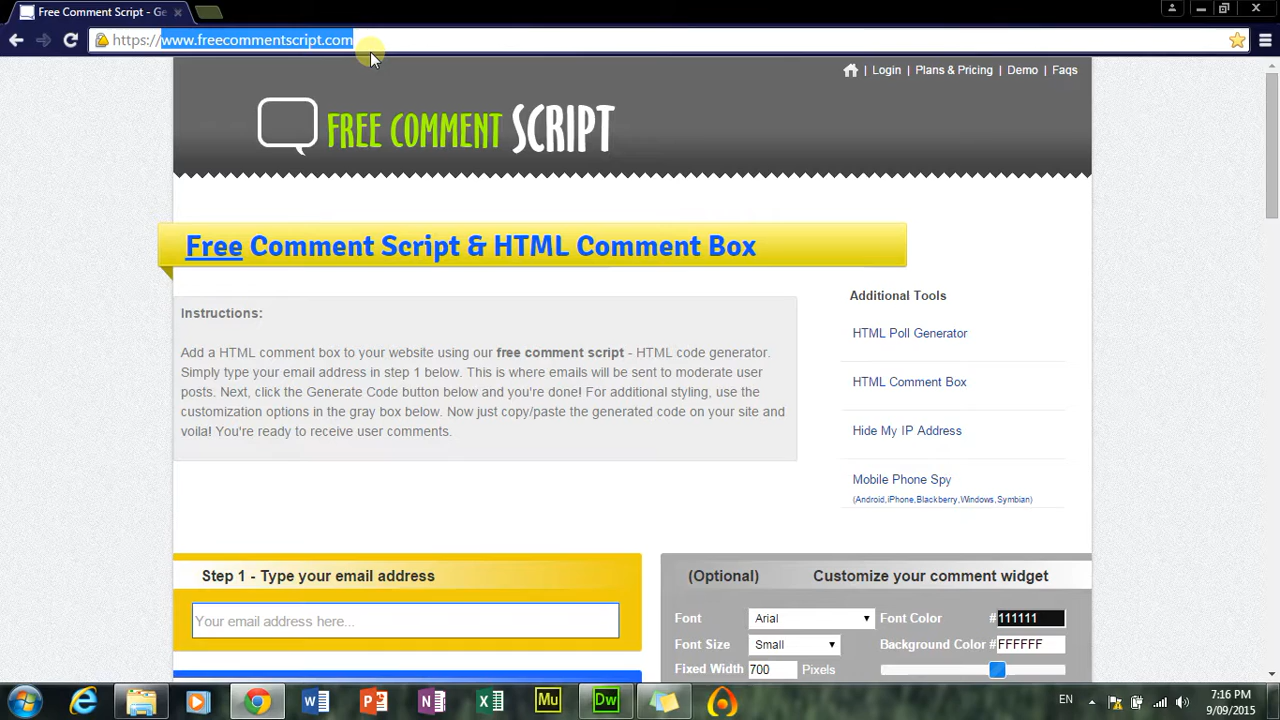 Free Comment Script - Ge
https://www.freecommentscript.com
Login | Plans & Pricing | Demo | Faqs
FREE COMMENT SCRIPT
Free Comment Script & HTML Comment Box
Instructions:
Add a HTML comment box to your website using our free comment script - HTML code generator.
Simply type your email address in step 1 below. This is where emails will be sent to moderate user
posts. Next, click the Generate Code button below and you're done! For additional styling, use the
customization options in the gray box below. Now just copy/paste the generated code on your site and
voila! You're ready to receive user comments.
Additional Tools
HTML Poll Generator
HTML Comment Box
Hide My IP Address
Mobile Phone Spy
(Android,iPhone,Blackberry,Windows,Symbian)
Step 1 - Type your email address
Your email address here...
(Optional) Customize your comment widget
Font Arial Font Color #111111
Font Size Small Background Color #FFFFFF
Fixed Width 700 Pixels
Mu Dw EN 7:16 PM
9/09/2015